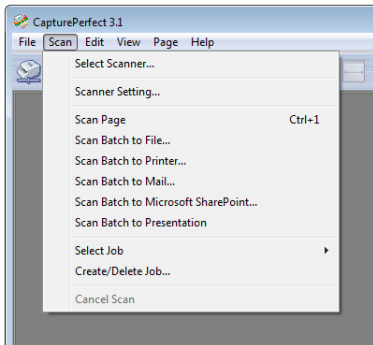 CapturePerfect 3.1
File Scan Edit View Page Help
Select Scanner...
Scanner Setting...
Scan Page Ctrl+1
Scan Batch to File...
Scan Batch to Printer...
Scan Batch to Mail...
Scan Batch to Microsoft SharePoint...
Scan Batch to Presentation
Select Job
Create/Delete Job...
Cancel Scan